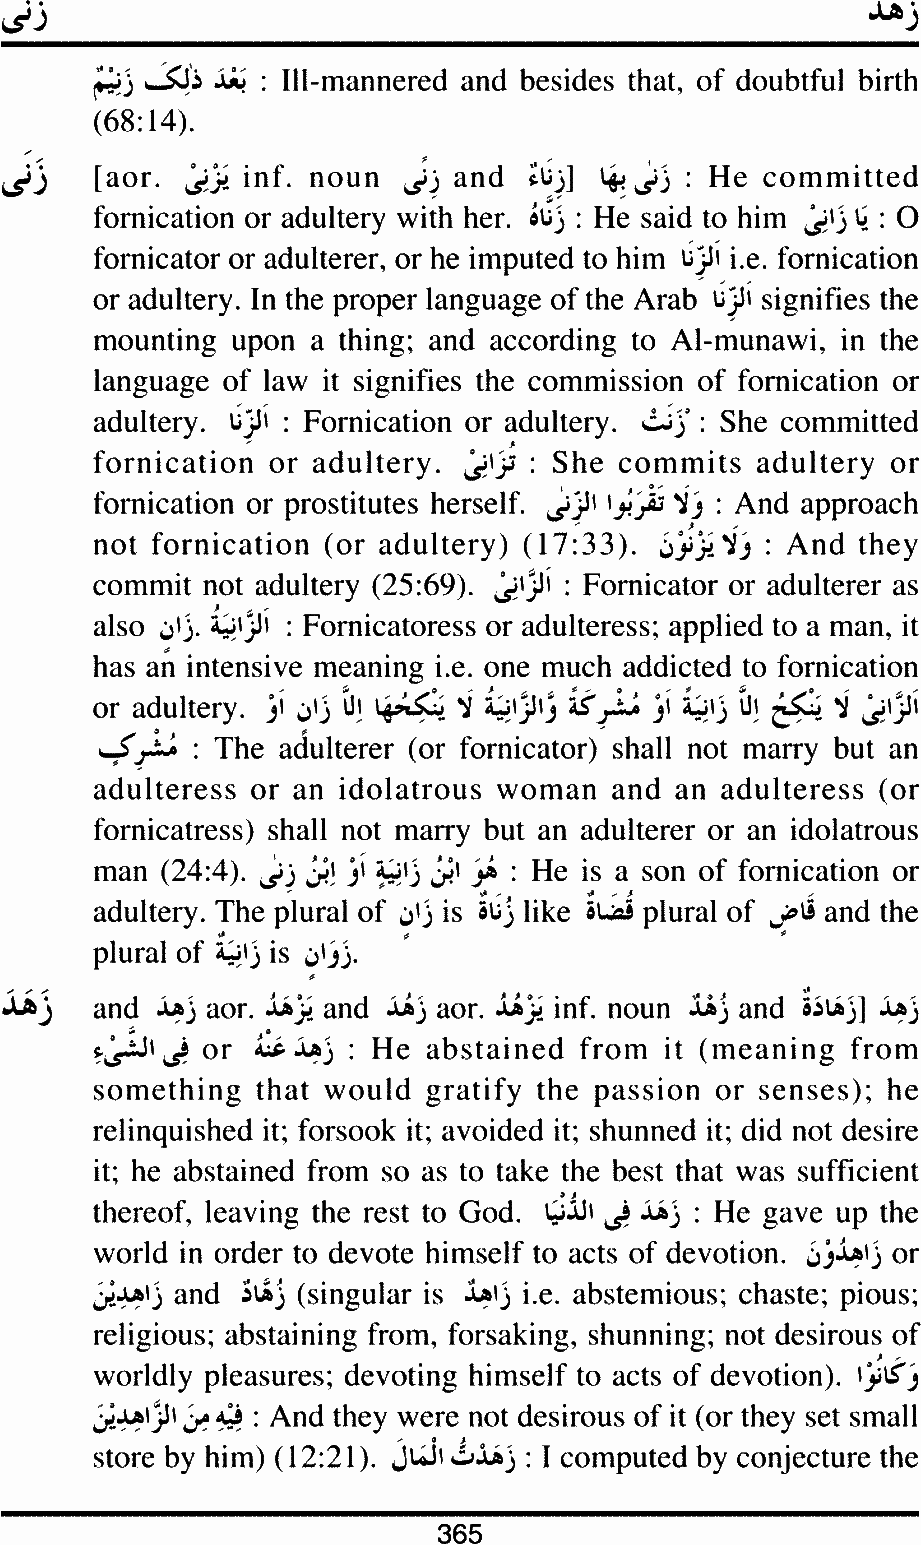 زنى زهد
بَعْدَ ذٰلِکَ زَنِيْمٌ : Ill-mannered and besides that, of doubtful birth
(68:14).
زَنٰى [aor. يَزْنِىْ inf. noun زِنًى and زِنَاءٌ] زَنٰى بِهَا : He committed
fornication or adultery with her. زَنَّاهُ : He said to him يَا زَانِىْ : O
fornicator or adulterer, or he imputed to him اَلزِّنَا i.e. fornication
or adultery. In the proper language of the Arab اَلزِّنَا signifies the
mounting upon a thing; and according to Al-munawi, in the
language of law it signifies the commission of fornication or
adultery. اَلزِّنَا : Fornication or adultery. زَنَتْ : She committed
fornication or adultery. تُزَانِىْ : She commits adultery or
fornication or prostitutes herself. وَلَا تَقْرَبُوا الزِّنٰى : And approach
not fornication (or adultery) (17:33). وَلَا يَزْنُوْنَ : And they
commit not adultery (25:69). اَلزَّانِىْ : Fornicator or adulterer as
also زَانٍ. اَلزَّانِيَةُ : Fornicatoress or adulteress; applied to a man, it
has an intensive meaning i.e. one much addicted to fornication
or adultery. اَلزَّانِىْ لَا يَنْكِحُ اِلَّا زَانِيَةً اَوْ مُشْرِكَةً وَّالزَّانِيَةُ لَا يَنْكِحُهَا اِلَّا زَانٍ اَوْ
مُشْرِکٍ : The adulterer (or fornicator) shall not marry but an
adulteress or an idolatrous woman and an adulteress (or
fornicatress) shall not marry but an adulterer or an idolatrous
man (24:4). هُوَ ابْنُ زَانِيَةٍ اَوْ اِبْنُ زِنٰى : He is a son of fornication or
adultery. The plural of زَانٍ is زُنَاةٌ like قُضَاةٌ plural of قَاضٍ and the
plural of زَانِيَةٌ is زَوَانٍ.
زَهَدَ and زَهِدَ aor. يَزْهَدُ and زَهُدَ aor. يَزْهُدُ inf. noun زُهْدٌ and زَهَادَةٌ] زَهِدَ
فِى الشَّىْءِ or زَهِدَ عَنْهُ : He abstained from it (meaning from
something that would gratify the passion or senses); he
relinquished it; forsook it; avoided it; shunned it; did not desire
it; he abstained from so as to take the best that was sufficient
thereof, leaving the rest to God. زَهَدَ فِى الدُّنْيَا : He gave up the
world in order to devote himself to acts of devotion. زَاهِدُوْنَ or
زَاهِدِيْنَ and زُهَّادٌ (singular is زَاهِدٌ i.e. abstemious; chaste; pious;
religious; abstaining from, forsaking, shunning; not desirous of
worldly pleasures; devoting himself to acts of devotion). وَكَانُوْا
فِيْهِ مِنَ الزَّاهِدِيْنَ : And they were not desirous of it (or they set small
store by him) (12:21). زَهَدْتُ الْمَالَ : I computed by conjecture the
365